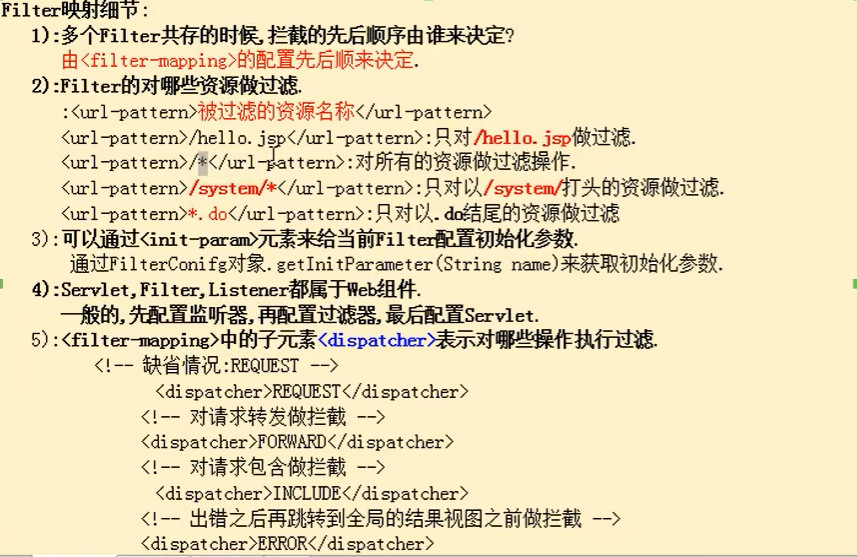 Filter映射细节:
1):多个Filter共存的时候,拦截的先后顺序由谁来决定?
由<filter-mapping>的配置先后顺来决定.
2):Filter的对哪些资源做过滤.
:<url-pattern>被过滤的资源名称</url-pattern>
<url-pattern>/hello.jsp</url-pattern>:只对/hello.jsp做过滤.
<url-pattern>/*</url-pattern>:对所有的资源做过滤操作.
<url-pattern>/system/*</url-pattern>:只对以/system/打头的资源做过滤.
<url-pattern>*.do</url-pattern>:只对以.do结尾的资源做过滤
3):可以通过<init-param>元素来给当前Filter配置初始化参数.
通过FilterConifg对象.getInitParameter(String name)来获取初始化参数.
4):Servlet,Filter,Listener都属于Web组件.
一般的,先配置监听器,再配置过滤器,最后配置Servlet.
5):<filter-mapping>中的子元素<dispatcher>表示对哪些操作执行过滤.
<!-- 缺省情况:REQUEST -->
<dispatcher>REQUEST</dispatcher>
<!-- 对请求转发做拦截 -->
<dispatcher>FORWARD</dispatcher>
<!-- 对请求包含做拦截 -->
<dispatcher>INCLUDE</dispatcher>
<!-- 出错之后再跳转到全局的结果视图之前做拦截 -->
<dispatcher>ERROR</dispatcher>